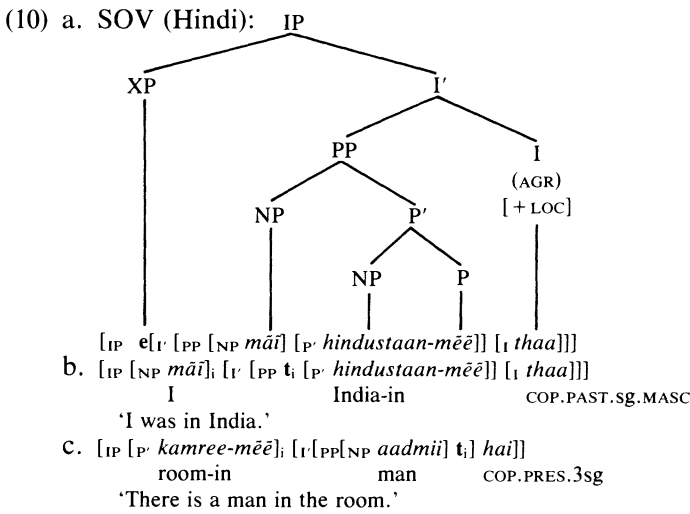 (10) a. SOV (Hindi): IP
XP I′
PP I
(AGR)
NP P′ [+LOC]
NP P
[IP e[I′ [PP [NP mãĩ] [P′ hindustaan-mẽẽ]] [I thaa]]]
b. [IP [NP mãĩ]i [I′ [PP ti [P′ hindustaan-mẽẽ]] [I thaa]]]
I India-in COP.PAST.sg.MASC
‘I was in India.’
c. [IP [P′ kamree-mẽẽ]i [I′[PP[NP aadmii] ti] hai]]
room-in man COP.PRES.3sg
‘There is a man in the room.’